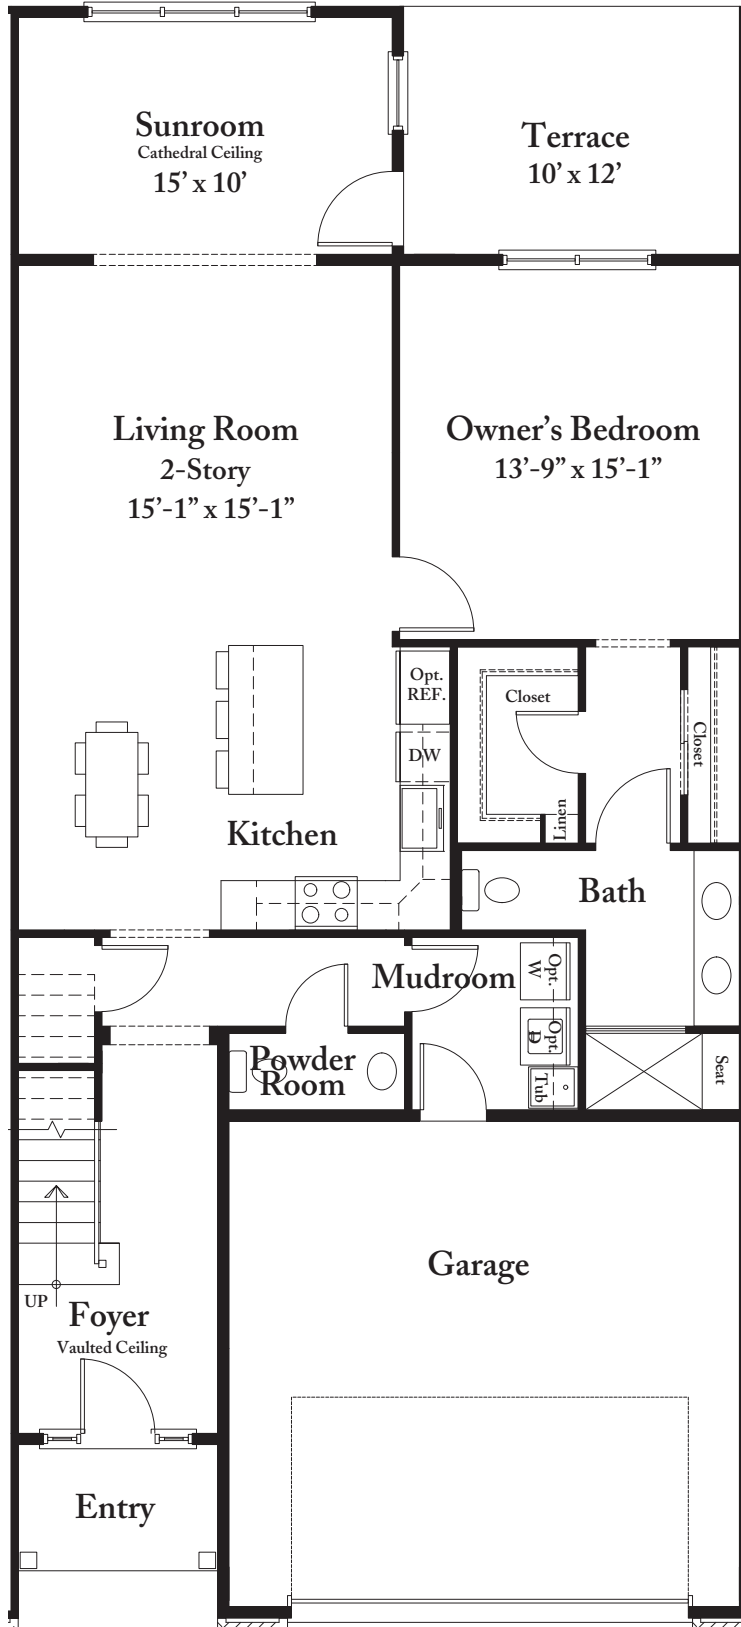 Sunroom
Cathedral Ceiling
15’ x 10’
Terrace
10’ x 12’
Living Room
2-Story
15’-1” x 15’-1”
Owner’s Bedroom
13’-9” x 15’-1”
Opt.
REF.
DW
Closet
Closet
Linen
Kitchen
Bath
Mudroom
Opt.
W
Opt.
D
Tub
Seat
Powder
Room
Garage
UP
Foyer
Vaulted Ceiling
Entry